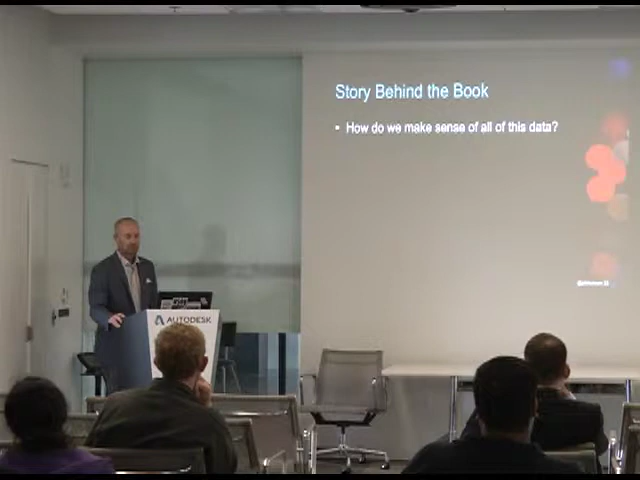 Story Behind the Book
• How do we make sense of all of this data?
AUTODESK